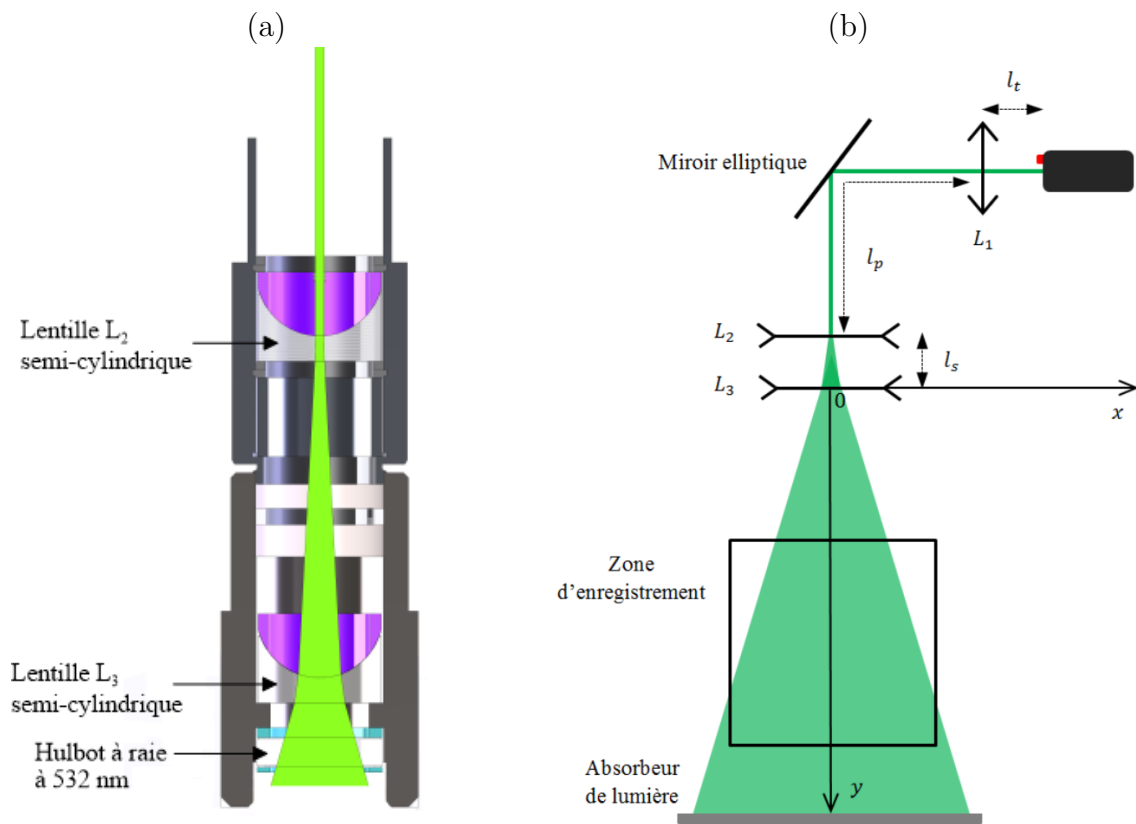 (a)
Lentille L2
semi-cylindrique
Lentille L3
semi-cylindrique
Hulbot à raie
à 532 nm
(b)
lt
Miroir elliptique
L1
lp
L2
ls
L3
0
x
Zone
d'enregistrement
Absorbeur
de lumière
y